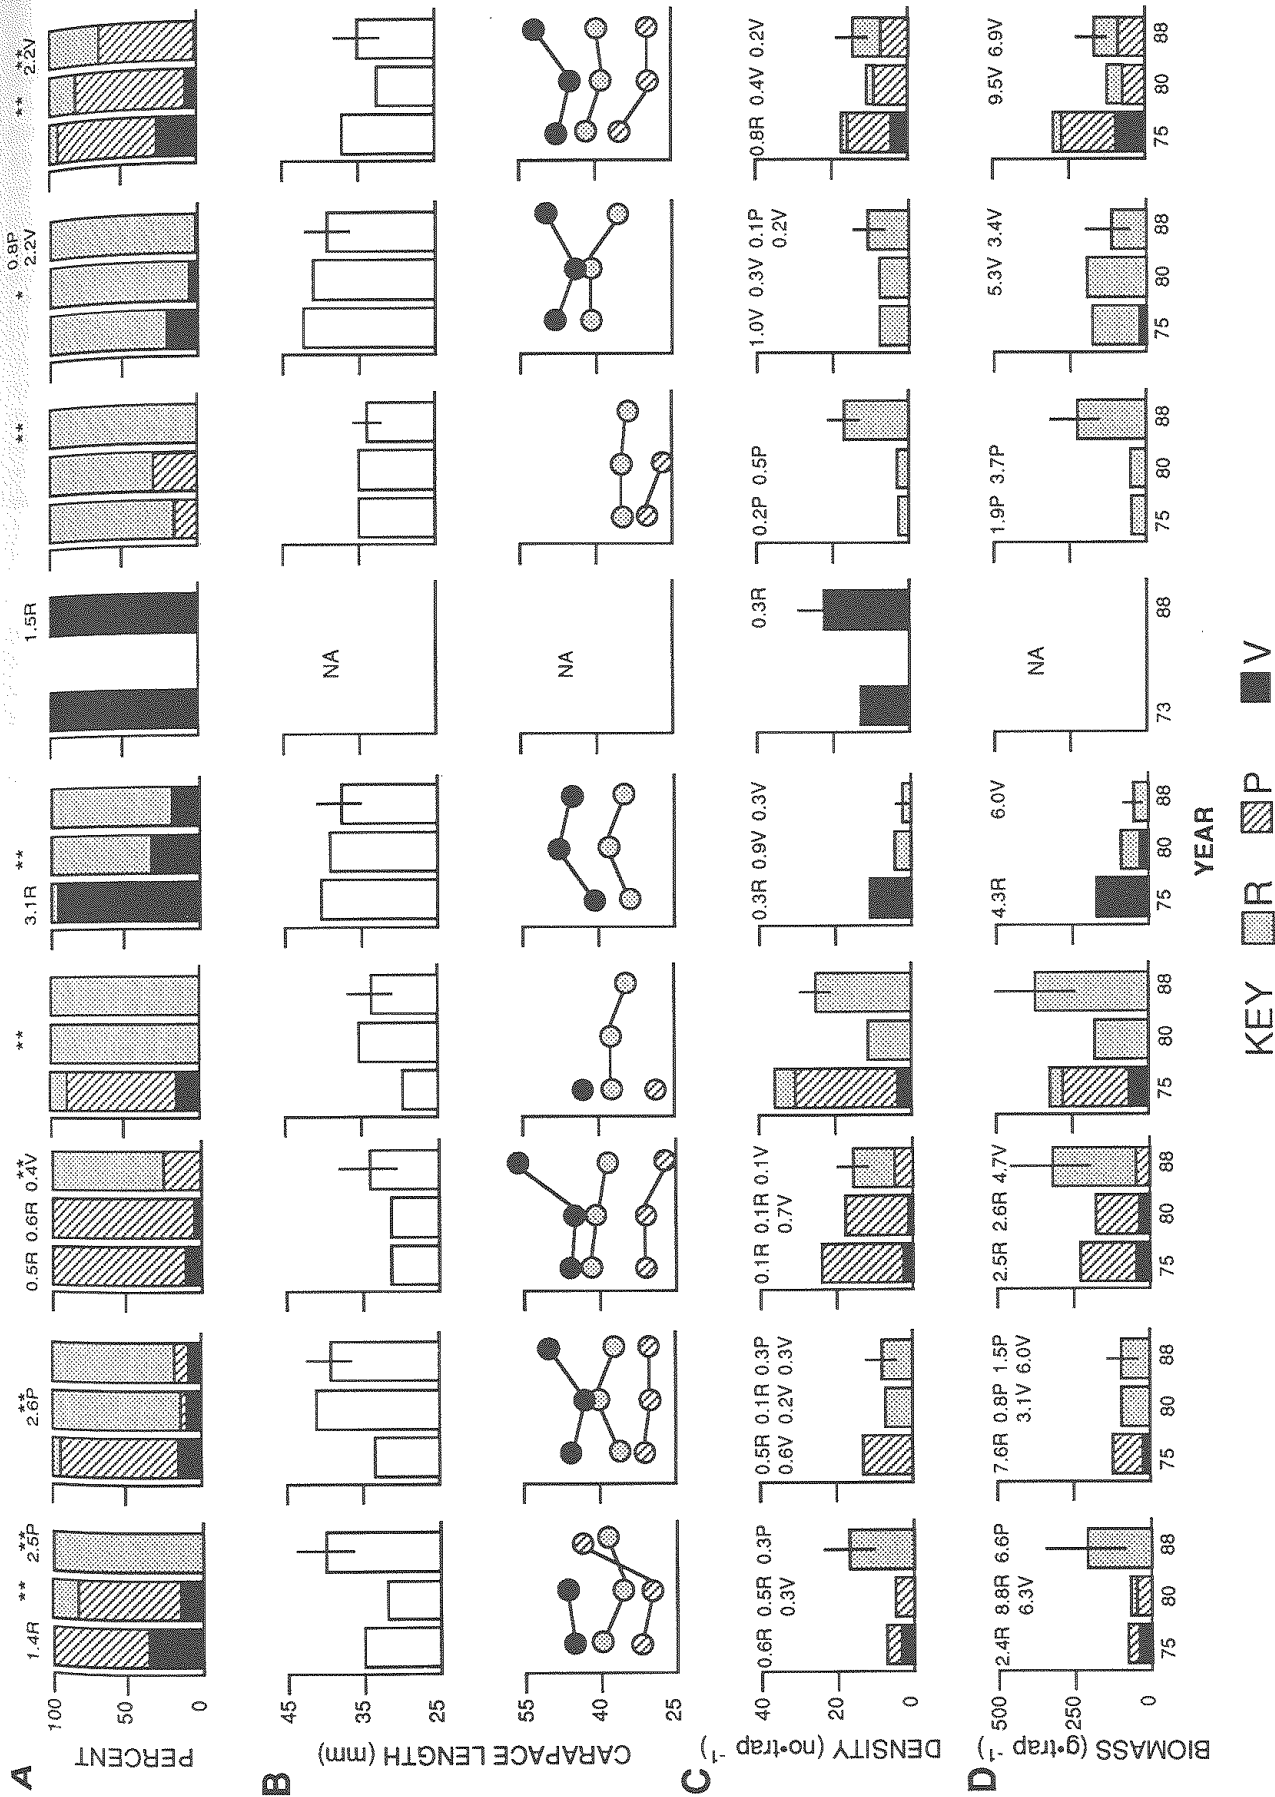 A
** ** ** ** ** ** ** * 0.8P ** **
1.4R 2.5P 2.6P 0.5R 0.6R 0.4V 3.1R 1.5R 2.2V 2.2V
PERCENT
100
50
0
B
CARAPACE LENGTH (mm)
45
35
25
NA
55
40
25
NA
C
DENSITY (no•trap -1)
40
20
0
0.6R 0.5R 0.3P
0.3V
0.5R 0.1R 0.3P
0.6V 0.2V 0.3V
0.1R 0.1R 0.1V
0.7V
0.3R 0.9V 0.3V
0.3R
0.2P 0.5P
1.0V 0.3V 0.1P
0.2V
0.8R 0.4V 0.2V
D
BIOMASS (g•trap -1)
500
250
0
2.4R 8.8R 6.6P
6.3V
7.6R 0.8P 1.5P
3.1V 6.0V
2.5R 2.6R 4.7V
4.3R 6.0V
NA
1.9P 3.7P
5.3V 3.4V
9.5V 6.9V
75 80 88 75 80 88 75 80 88 75 80 88 75 80 88 73 88 75 80 88 75 80 88 75 80 88
YEAR
KEY R P V